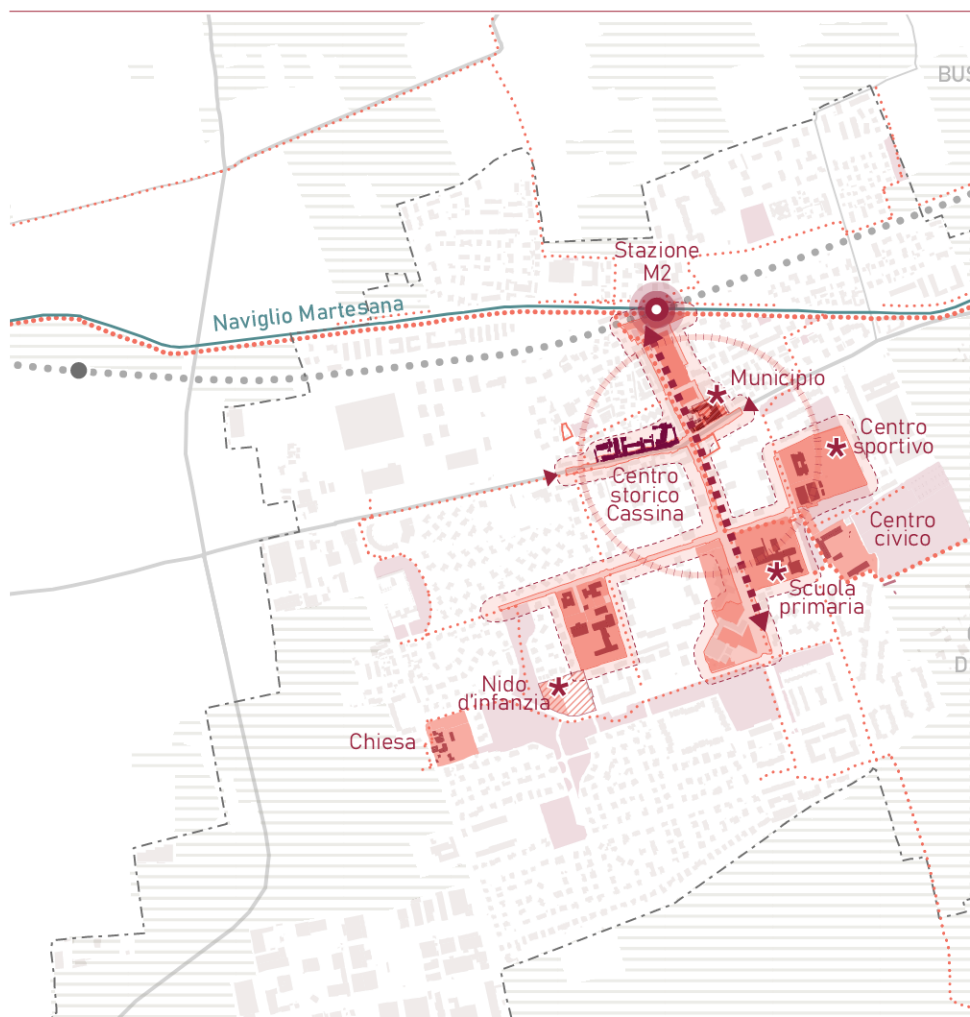 BUS
Stazione
M2
Naviglio Martesana
Municipio
Centro
sportivo
Centro
storico
Cassina
Centro
civico
Scuola
primaria
D
Nido
d'infanzia
Chiesa